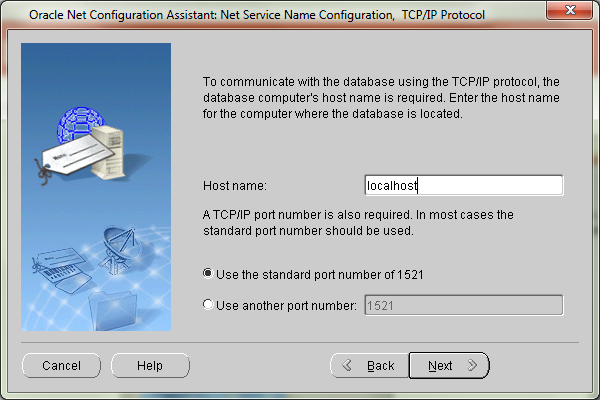 Oracle Net Configuration Assistant: Net Service Name Configuration, TCP/IP Protocol
To communicate with the database using the TCP/IP protocol, the
database computer's host name is required. Enter the host name
for the computer where the database is located.
Host name: localhost
A TCP/IP port number is also required. In most cases the
standard port number should be used.
Use the standard port number of 1521
Use another port number: 1521
Cancel Help Back Next